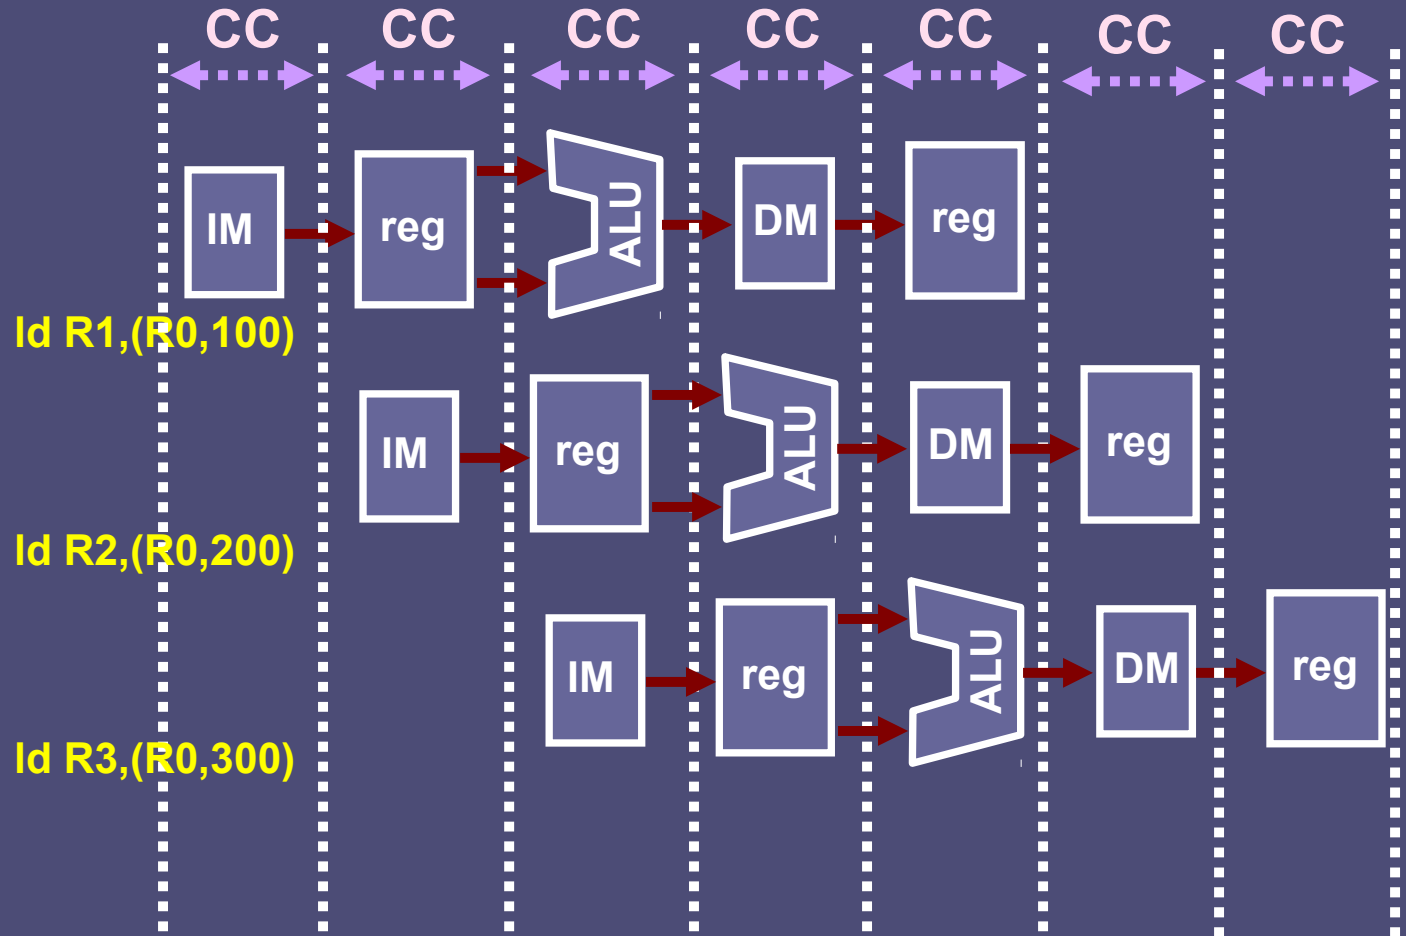 CC CC CC CC CC CC CC
IM reg ALU DM reg
ld R1,(R0,100)
IM reg ALU DM reg
ld R2,(R0,200)
IM reg ALU DM reg
ld R3,(R0,300)